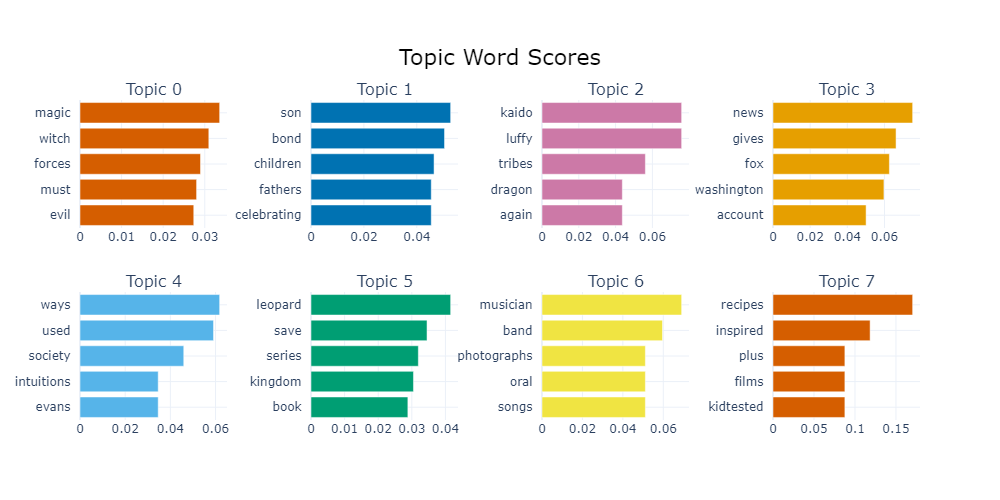 Topic Word Scores
Topic 0
magic
witch
forces
must
evil
0 0.01 0.02 0.03
Topic 1
son
bond
children
fathers
celebrating
0 0.02 0.04
Topic 2
kaido
luffy
tribes
dragon
again
0 0.02 0.04 0.06
Topic 3
news
gives
fox
washington
account
0 0.02 0.04 0.06
Topic 4
ways
used
society
intuitions
evans
0 0.02 0.04 0.06
Topic 5
leopard
save
series
kingdom
book
0 0.01 0.02 0.03 0.04
Topic 6
musician
band
photographs
oral
songs
0 0.02 0.04 0.06
Topic 7
recipes
inspired
plus
films
kidtested
0 0.05 0.1 0.15